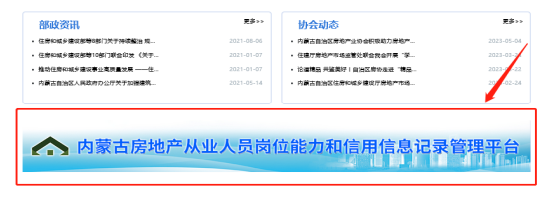 部政资讯
更多>>
住房和城乡建设部等8部门关于持续整治 规...
2021-08-06
住房和城乡建设部等10部门联合印发 《关于...
2021-01-07
推动住房和城乡建设事业高质量发展 ——住...
2021-01-07
内蒙古自治区人民政府办公厅关于加强建筑...
2021-05-14
协会动态
更多>>
内蒙古自治区房地产业协会积极助力房地产...
2023-05-04
住建厅房地产市场监管处联合我会开展“学...
论道精品 共鉴美好丨自治区房协走进“精品...
内蒙古自治区住房和城乡建设厅房地产市场...
内蒙古房地产从业人员岗位能力和信用信息记录管理平台